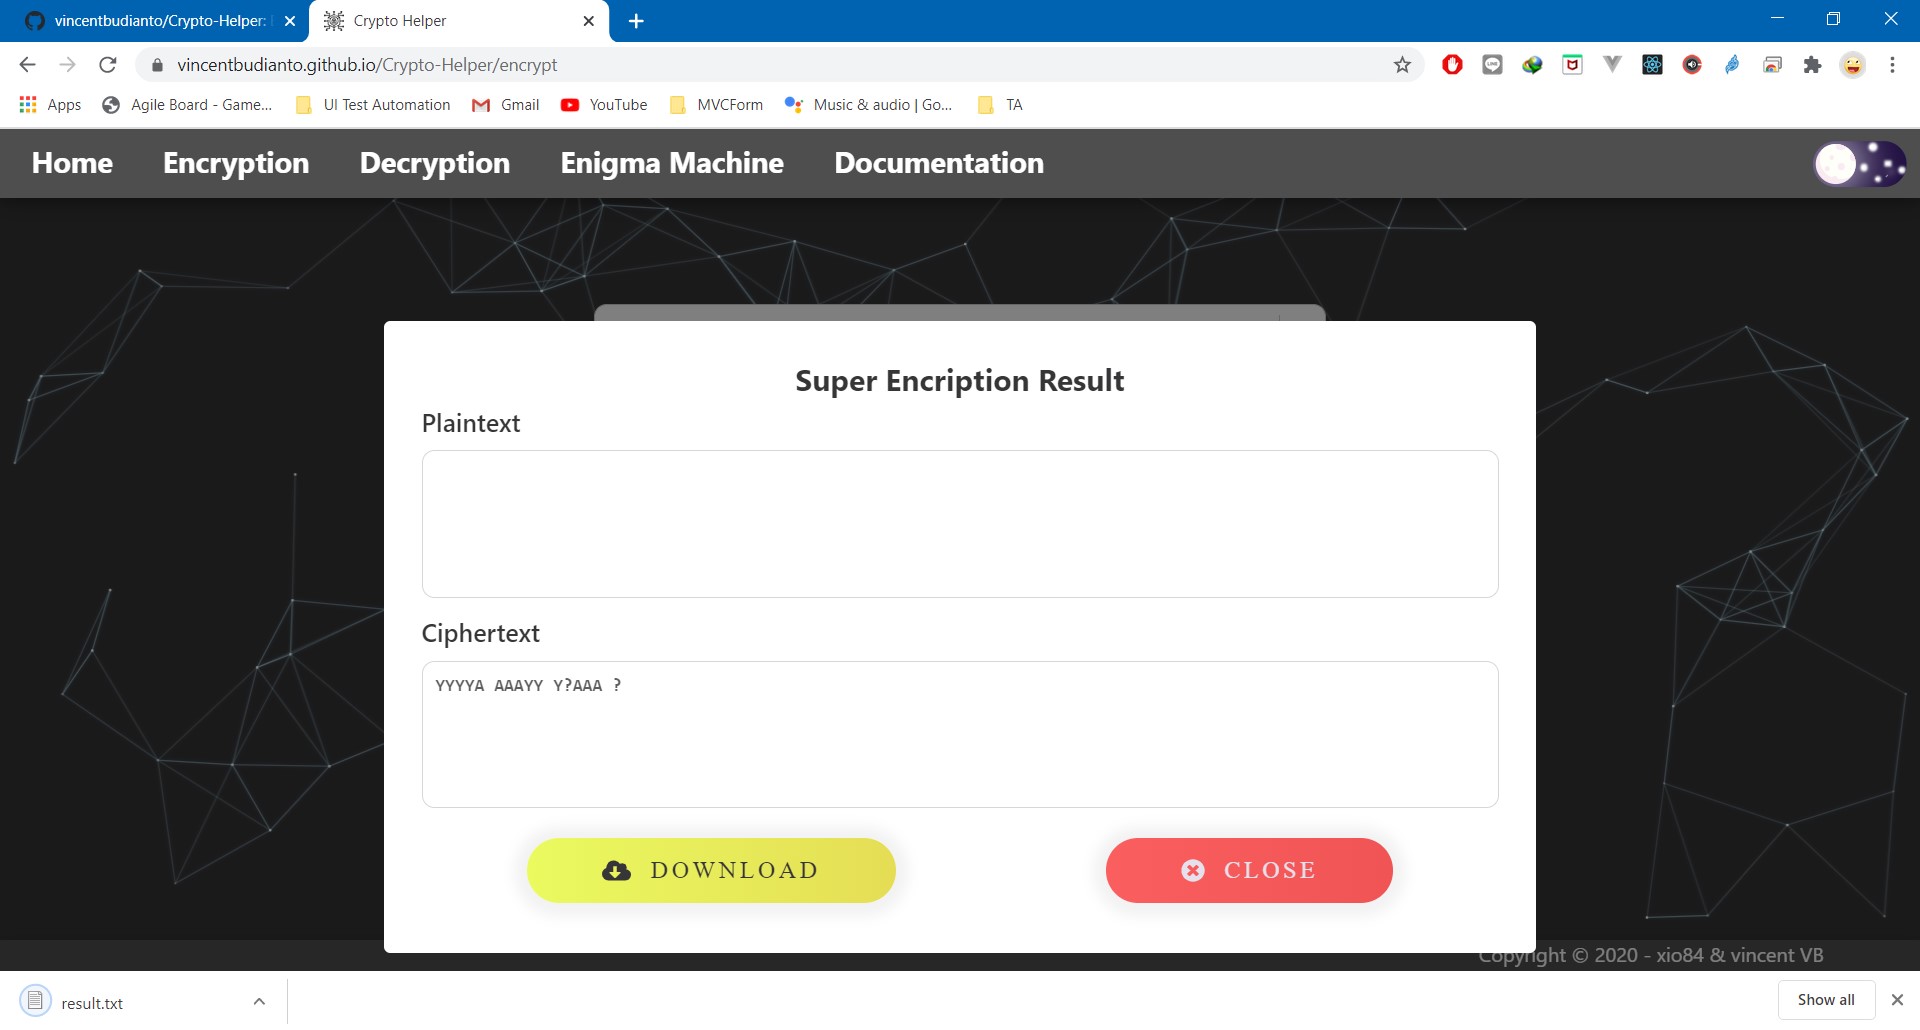 vincentbudianto/Crypto-Helper:
Crypto Helper
vincentbudianto.github.io/Crypto-Helper/encrypt
Apps
Agile Board - Game...
UI Test Automation
Gmail
YouTube
MVCForm
Music & audio | Go...
TA
Home
Encryption
Decryption
Enigma Machine
Documentation
Super Encription Result
Plaintext
Ciphertext
YYYYA AAAYY Y?AAA ?
DOWNLOAD
CLOSE
Copyright © 2020 - xio84 & vincent VB
result.txt
Show all